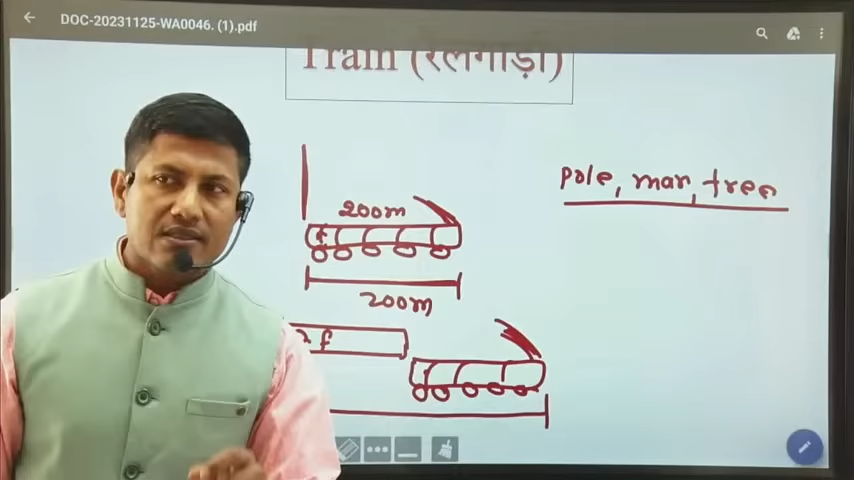 DOC-20231125-WA0046. (1).pdf
Train (रेलगाड़ी)
pole, man, tree
200m
200m
f